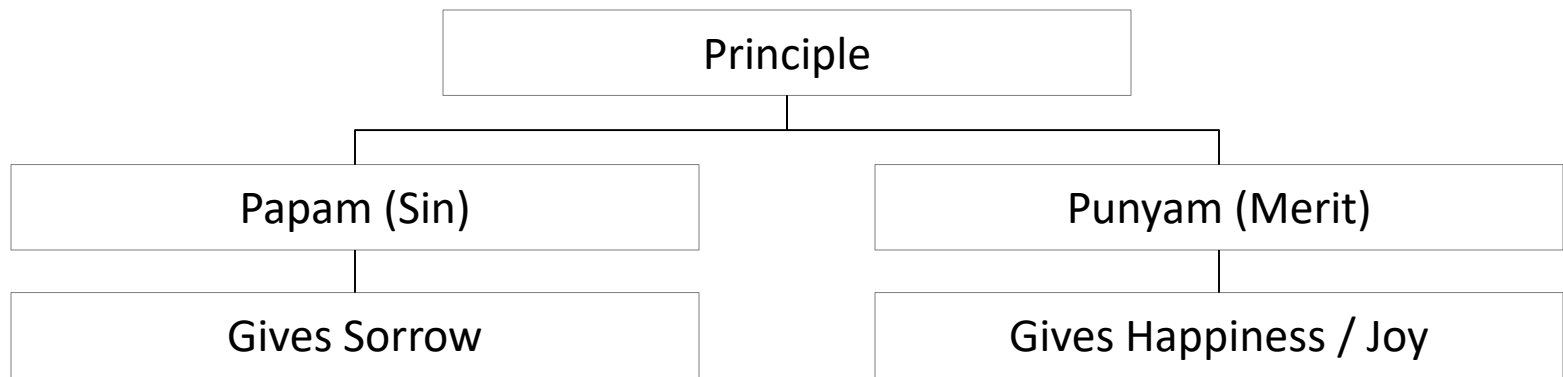 Principle
Papam (Sin)
Punyam (Merit)
Gives Sorrow
Gives Happiness / Joy